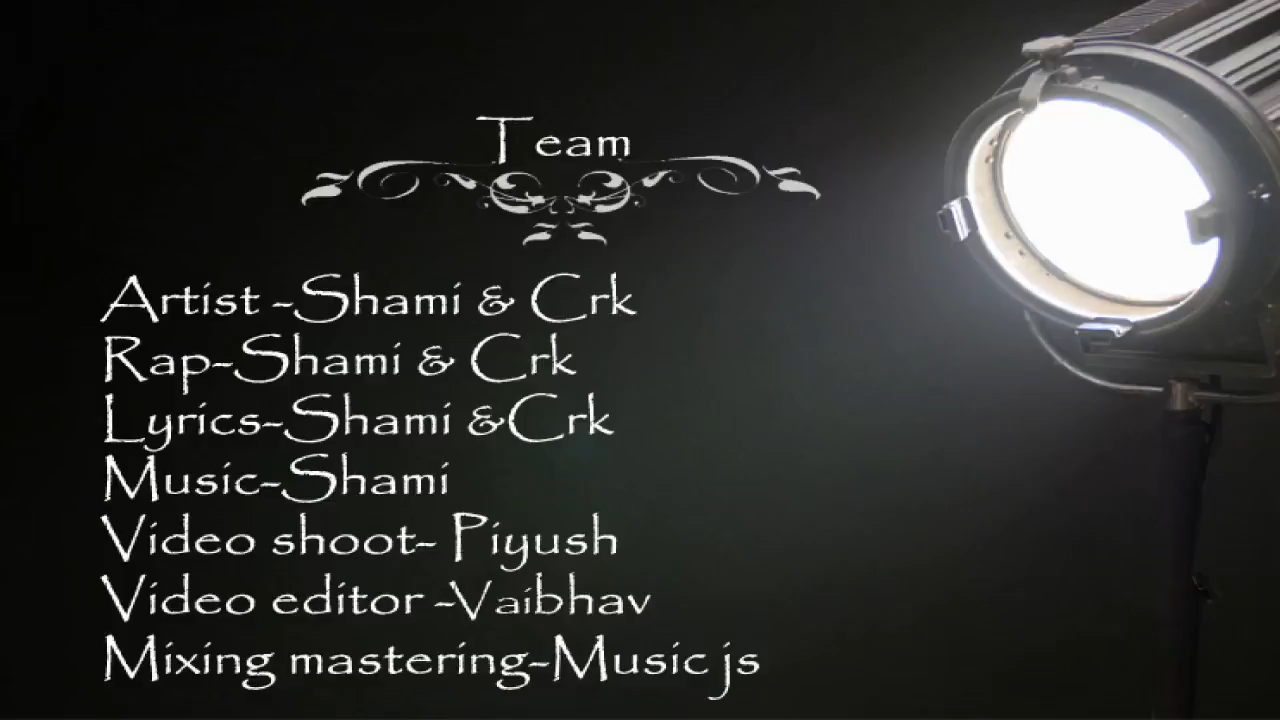 Team
Artist -Shami & Crk
Rap-Shami & Crk
Lyrics-Shami &Crk
Music-Shami
Video shoot- Piyush
Video editor -Vaibhav
Mixing mastering-Music js